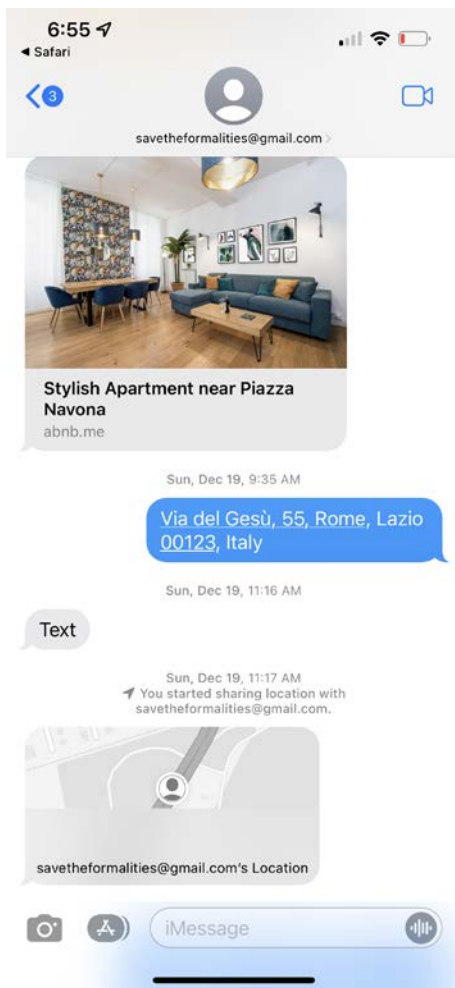 6:55
◀ Safari
3
savetheformalities@gmail.com >
Stylish Apartment near Piazza
Navona
abnb.me
Sun, Dec 19, 9:35 AM
Via del Gesù, 55, Rome, Lazio
00123, Italy
Sun, Dec 19, 11:16 AM
Text
Sun, Dec 19, 11:17 AM
You started sharing location with
savetheformalities@gmail.com.
savetheformalities@gmail.com's Location
iMessage